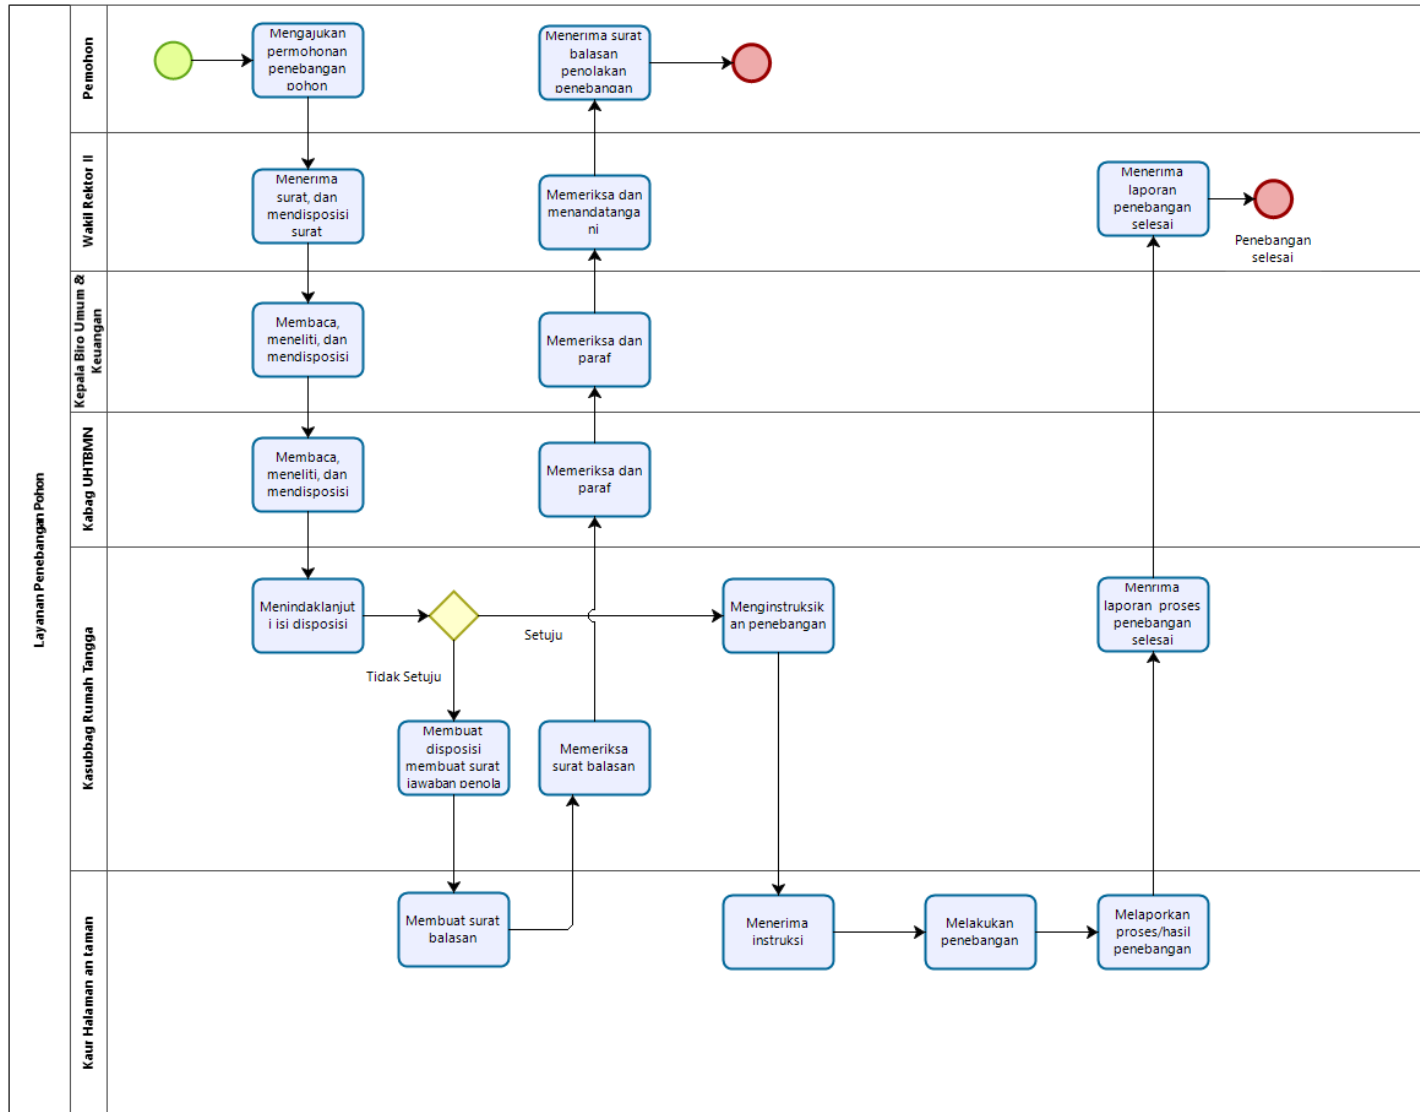 Layanan Penebangan Pohon
Pemohon
Mengajukan
permohonan
penebangan
pohon
Menerima surat
balasan
penolakan
penebangan
Wakil Rektor II
Menerima
surat, dan
mendisposisi
surat
Memeriksa dan
menandatanga
ni
Menerima
laporan
penebangan
selesai
Penebangan
selesai
Kepala Biro Umum &
Keuangan
Membaca,
meneliti, dan
mendisposisi
Memeriksa dan
paraf
Kabag UHTBMN
Membaca,
meneliti, dan
mendisposisi
Memeriksa dan
paraf
Kasubbag Rumah Tangga
Menindaklanjut
i isi disposisi
Setuju
Tidak Setuju
Menginstruksik
an penebangan
Menrima
laporan proses
penebangan
selesai
Membuat
disposisi
membuat surat
jawaban penola
Memeriksa
surat balasan
Kaur Halaman an taman
Membuat surat
balasan
Menerima
instruksi
Melakukan
penebangan
Melaporkan
proses/hasil
penebangan